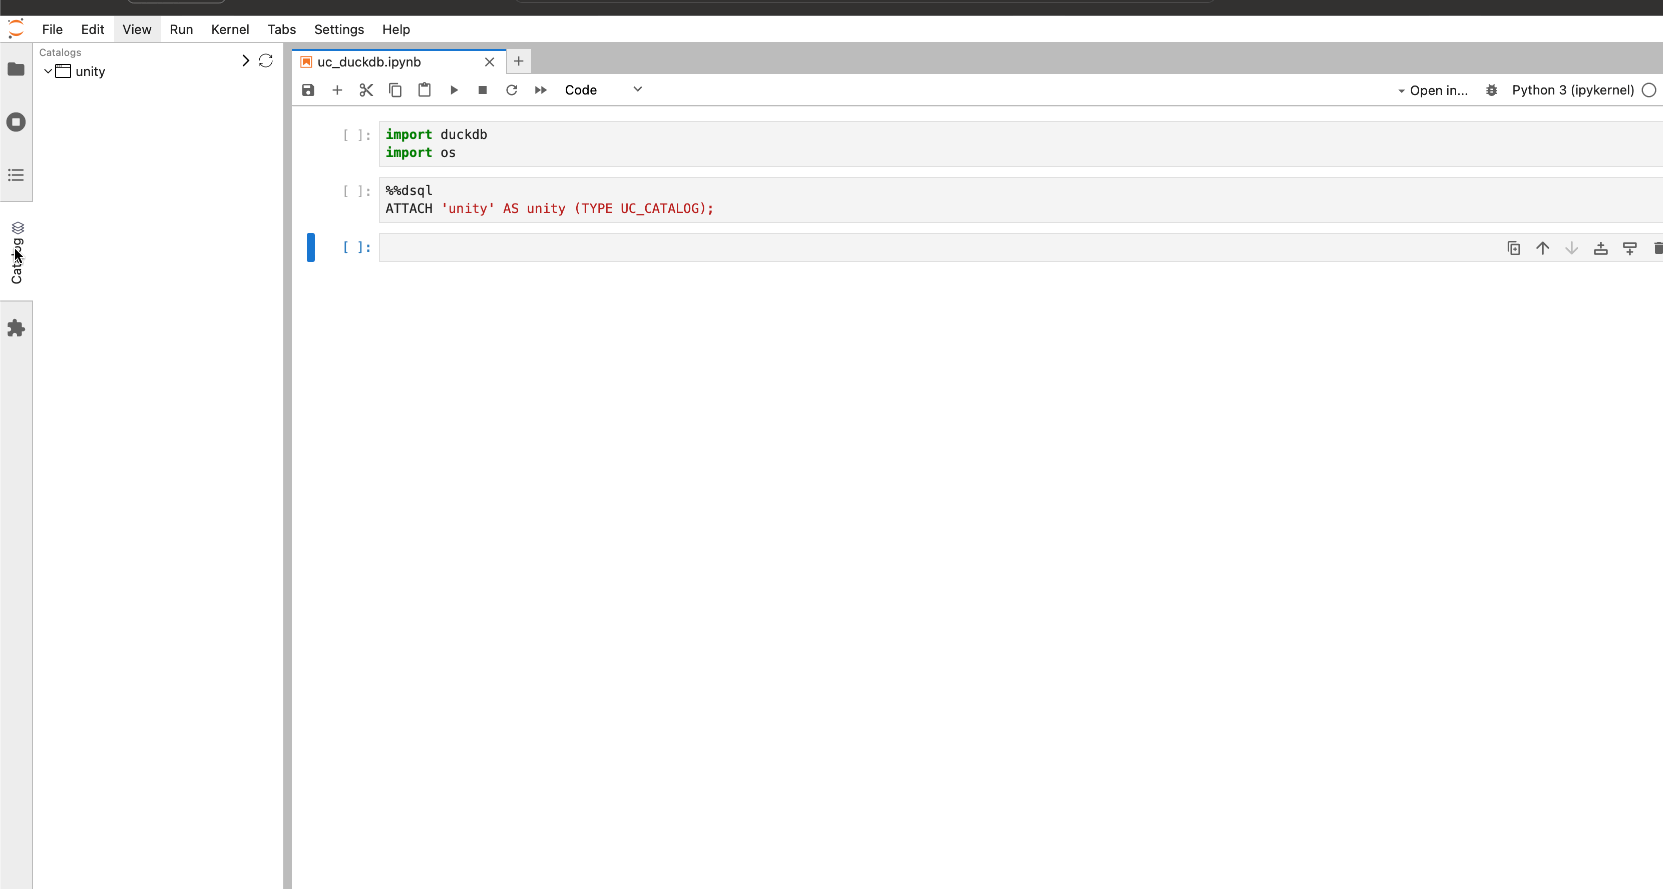 File Edit View Run Kernel Tabs Settings Help
Catalogs
unity
Catalog
uc_duckdb.ipynb
Code
Open in...
Python 3 (ipykernel)
[ ]:
import duckdb
import os
[ ]:
%%dsql
ATTACH 'unity' AS unity (TYPE UC_CATALOG);
[ ]: